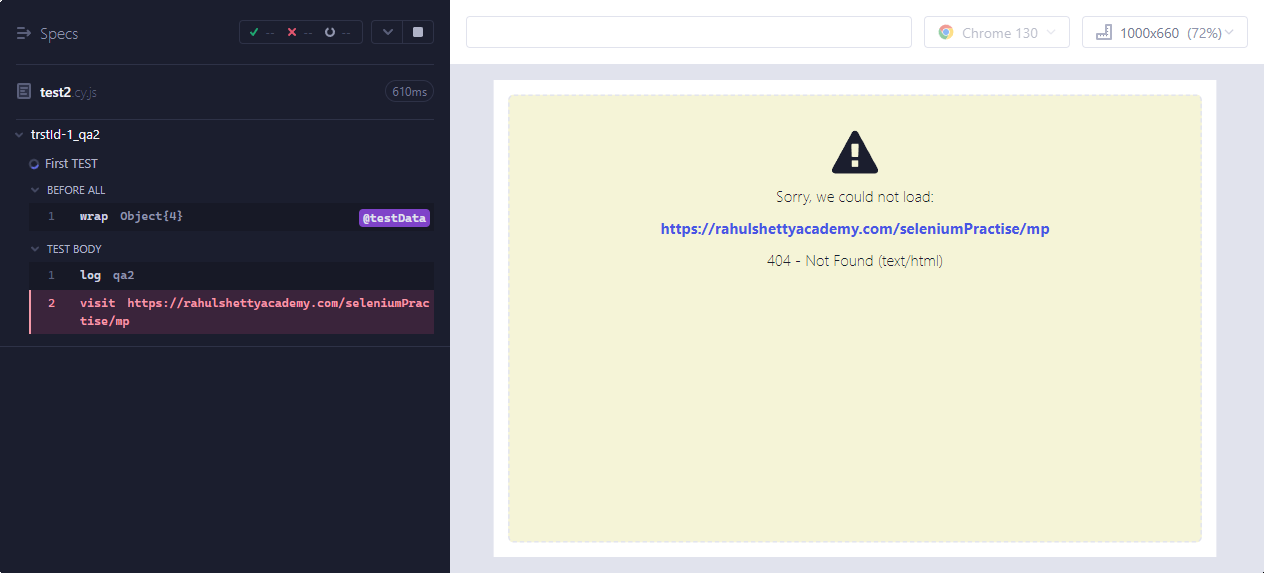 Specs
-- -- --
test2.cy.js
610ms
trstId-1_qa2
First TEST
BEFORE ALL
1 wrap Object{4} @testData
TEST BODY
1 log qa2
2 visit https://rahulshettyacademy.com/seleniumPrac
tise/mp
Chrome 130
1000x660 (72%)
Sorry, we could not load:
https://rahulshettyacademy.com/seleniumPractise/mp
404 - Not Found (text/html)